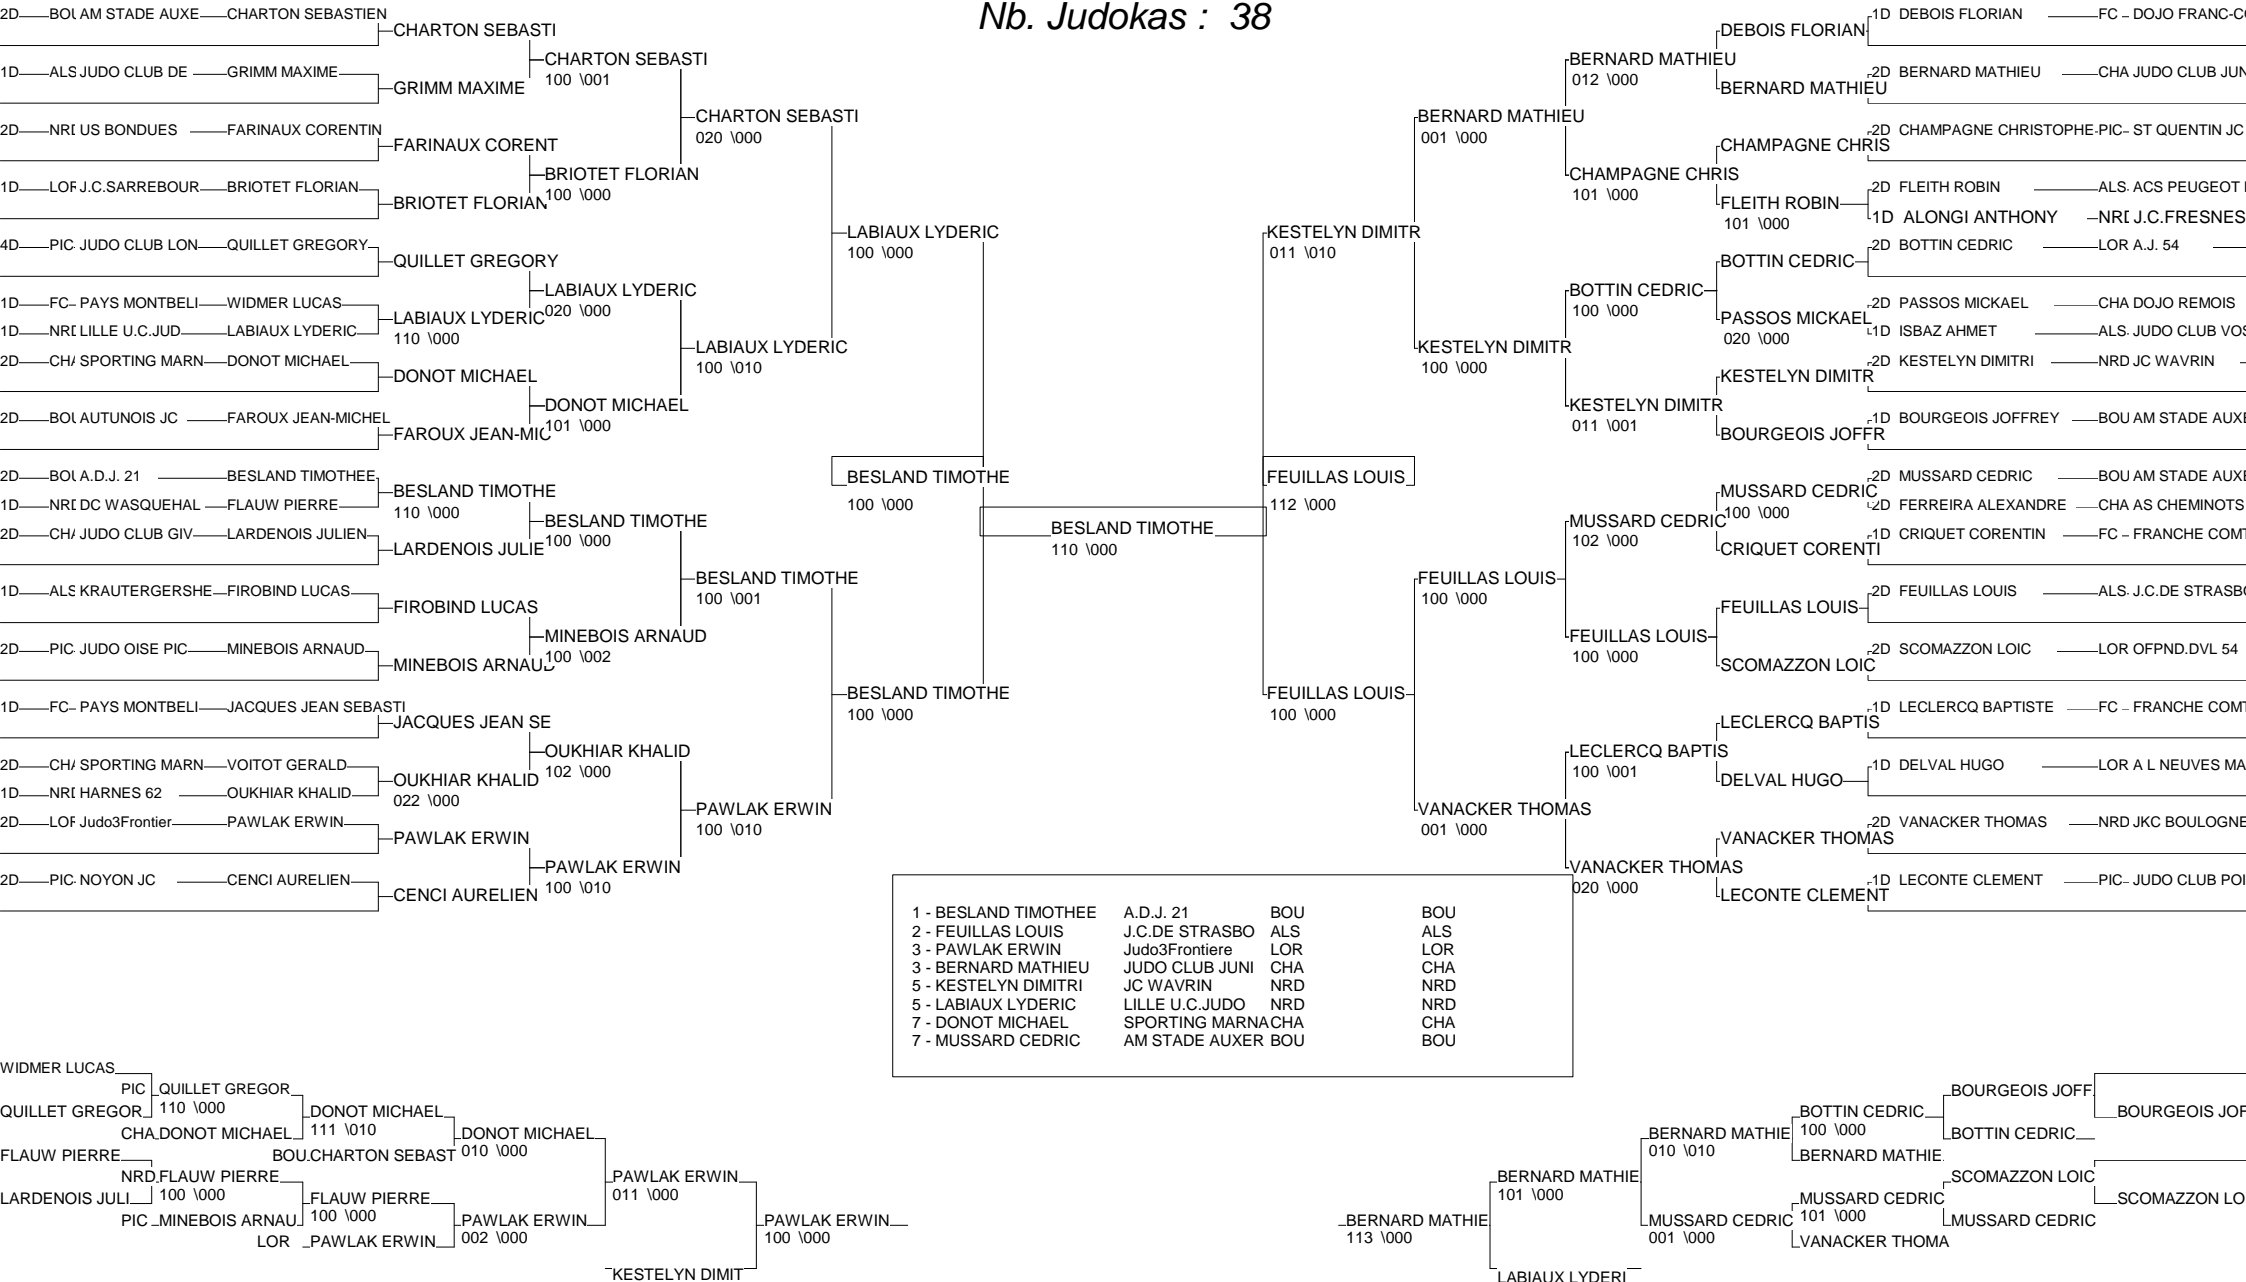 Nb. Judokas : 38
2D BOU AM STADE AUXE CHARTON SEBASTIEN
CHARTON SEBASTI
CHARTON SEBASTI
100 \001
1D ALS JUDO CLUB DE GRIMM MAXIME
GRIMM MAXIME
CHARTON SEBASTI
020 \000
2D NRD US BONDUES FARINAUX CORENTIN
FARINAUX CORENT
BRIOTET FLORIAN
100 \000
1D LOR J.C.SARREBOUR BRIOTET FLORIAN
BRIOTET FLORIAN
LABIAUX LYDERIC
100 \000
4D PIC JUDO CLUB LON QUILLET GREGORY
QUILLET GREGORY
LABIAUX LYDERIC
020 \000
1D FC PAYS MONTBELI WIDMER LUCAS
1D NRD LILLE U.C.JUD LABIAUX LYDERIC
LABIAUX LYDERIC
110 \000
LABIAUX LYDERIC
100 \010
2D CHA SPORTING MARN DONOT MICHAEL
DONOT MICHAEL
DONOT MICHAEL
101 \000
2D BOU AUTUNOIS JC FAROUX JEAN-MICHEL
FAROUX JEAN-MIC
BESLAND TIMOTHE
100 \000
2D BOU A.D.J. 21 BESLAND TIMOTHEE
1D NRD DC WASQUEHAL FLAUW PIERRE
BESLAND TIMOTHE
110 \000
BESLAND TIMOTHE
100 \000
2D CHA JUDO CLUB GIV LARDENOIS JULIEN
LARDENOIS JULIE
BESLAND TIMOTHE
100 \001
1D ALS KRAUTERGERSHE FIROBIND LUCAS
FIROBIND LUCAS
MINEBOIS ARNAUD
100 \002
2D PIC JUDO OISE PIC MINEBOIS ARNAUD
MINEBOIS ARNAUD
BESLAND TIMOTHE
100 \000
1D FC PAYS MONTBELI JACQUES JEAN SEBASTI
JACQUES JEAN SE
OUKHIAR KHALID
102 \000
2D CHA SPORTING MARN VOITOT GERALD
1D NRD HARNES 62 OUKHIAR KHALID
OUKHIAR KHALID
022 \000
PAWLAK ERWIN
100 \010
2D LOR Judo3Frontier PAWLAK ERWIN
PAWLAK ERWIN
PAWLAK ERWIN
100 \010
2D PIC NOYON JC CENCI AURELIEN
CENCI AURELIEN
BESLAND TIMOTHE
110 \000
DEBOIS FLORIAN
1D DEBOIS FLORIAN FC - DOJO FRANC-C
BERNARD MATHIEU
012 \000
2D BERNARD MATHIEU CHA JUDO CLUB JUN
BERNARD MATHIEU
BERNARD MATHIEU
001 \000
2D CHAMPAGNE CHRISTOPHE PIC ST QUENTIN JC
CHAMPAGNE CHRIS
CHAMPAGNE CHRIS
101 \000
2D FLEITH ROBIN ALS ACS PEUGEOT
1D ALONGI ANTHONY NRD J.C.FRESNES
FLEITH ROBIN
101 \000
KESTELYN DIMITR
011 \010
2D BOTTIN CEDRIC LOR A.J. 54
BOTTIN CEDRIC
BOTTIN CEDRIC
100 \000
2D PASSOS MICKAEL CHA DOJO REMOIS
1D ISBAZ AHMET ALS JUDO CLUB VOS
PASSOS MICKAEL
020 \000
KESTELYN DIMITR
100 \000
2D KESTELYN DIMITRI NRD JC WAVRIN
KESTELYN DIMITR
KESTELYN DIMITR
011 \001
1D BOURGEOIS JOFFREY BOU AM STADE AUXE
BOURGEOIS JOFFR
FEUILLAS LOUIS
112 \000
2D MUSSARD CEDRIC BOU AM STADE AUXE
2D FERREIRA ALEXANDRE CHA AS CHEMINOTS
MUSSARD CEDRIC
100 \000
MUSSARD CEDRIC
102 \000
1D CRIQUET CORENTIN FC - FRANCHE COMT
CRIQUET CORENTI
FEUILLAS LOUIS
100 \000
2D FEUILLAS LOUIS ALS J.C.DE STRASBO
FEUILLAS LOUIS
FEUILLAS LOUIS
100 \000
2D SCOMAZZON LOIC LOR OFPND.DVL 54
SCOMAZZON LOIC
FEUILLAS LOUIS
100 \000
1D LECLERCQ BAPTISTE FC - FRANCHE COMT
LECLERCQ BAPTIS
LECLERCQ BAPTIS
100 \001
1D DELVAL HUGO LOR A L NEUVES MA
DELVAL HUGO
VANACKER THOMAS
001 \000
2D VANACKER THOMAS NRD JKC BOULOGNE
VANACKER THOMAS
VANACKER THOMAS
020 \000
1D LECONTE CLEMENT PIC JUDO CLUB POI
LECONTE CLEMENT
1 - BESLAND TIMOTHEE A.D.J. 21 BOU BOU
2 - FEUILLAS LOUIS J.C.DE STRASBO ALS ALS
3 - PAWLAK ERWIN Judo3Frontiere LOR LOR
3 - BERNARD MATHIEU JUDO CLUB JUNI CHA CHA
5 - KESTELYN DIMITRI JC WAVRIN NRD NRD
5 - LABIAUX LYDERIC LILLE U.C.JUDO NRD NRD
7 - DONOT MICHAEL SPORTING MARNA CHA CHA
7 - MUSSARD CEDRIC AM STADE AUXER BOU BOU
WIDMER LUCAS
PIC QUILLET GREGOR
110 \000
QUILLET GREGOR
DONOT MICHAEL
111 \010
CHA DONOT MICHAEL
DONOT MICHAEL
010 \000
BOU CHARTON SEBAST
FLAUW PIERRE
NRD FLAUW PIERRE
100 \000
LARDENOIS JULI
FLAUW PIERRE
100 \000
PIC MINEBOIS ARNAU
PAWLAK ERWIN
002 \000
LOR PAWLAK ERWIN
PAWLAK ERWIN
011 \000
PAWLAK ERWIN
100 \000
KESTELYN DIMIT
BERNARD MATHIE
113 \000
BERNARD MATHIE
101 \000
LABIAUX LYDERI
BERNARD MATHIE
010 \010
MUSSARD CEDRIC
001 \000
BOTTIN CEDRIC
100 \000
BERNARD MATHIE
MUSSARD CEDRIC
101 \000
VANACKER THOMA
BOURGEOIS JOFF
BOTTIN CEDRIC
SCOMAZZON LOIC
MUSSARD CEDRIC
BOURGEOIS JOF
SCOMAZZON LO